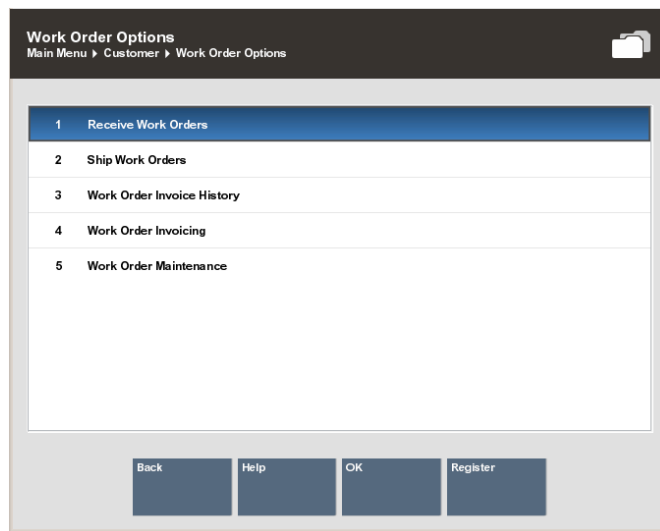 Work Order Options
Main Menu ▸ Customer ▸ Work Order Options
1 Receive Work Orders
2 Ship Work Orders
3 Work Order Invoice History
4 Work Order Invoicing
5 Work Order Maintenance
Back Help OK Register